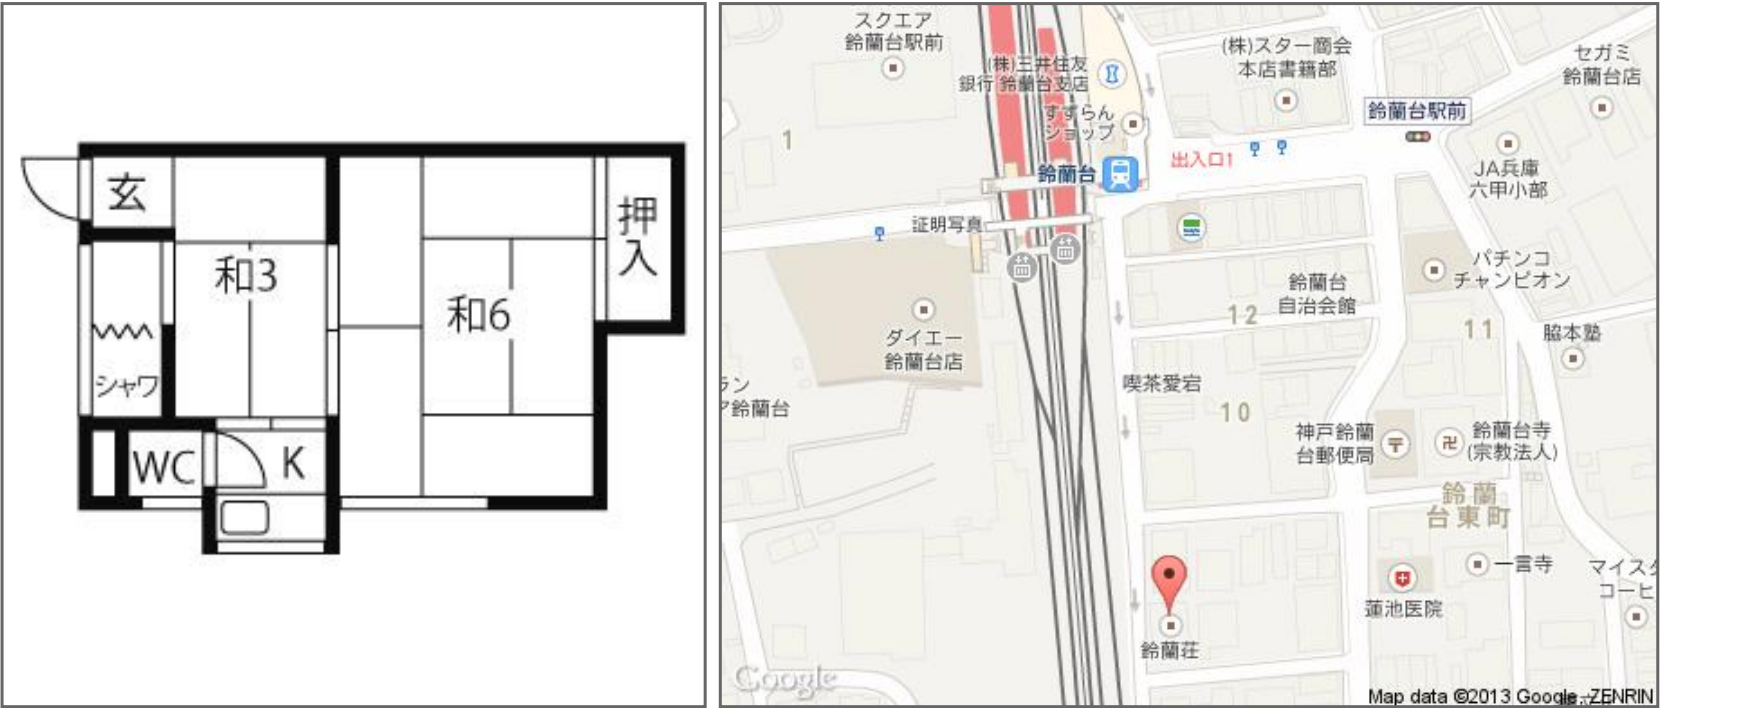 玄
和3
和6
押
入
シャワ
WC
K
スクエア
鈴蘭台駅前
(株)三井住友
銀行 鈴蘭台支店
すずらん
ショップ
(株)スター商会
本店書籍部
セガミ
鈴蘭台店
鈴蘭台駅前
1
出入口1
鈴蘭台
JA兵庫
六甲小部
証明写真
パチンコ
チャンピオン
鈴蘭台
自治会館
12
11
ダイエー
鈴蘭台店
脇本塾
ラン
ア鈴蘭台
喫茶愛宕
10
神戸鈴蘭
台郵便局
鈴蘭台寺
(宗教法人)
鈴蘭
台東町
一言寺
マイスタ
コーヒ
蓮池医院
鈴蘭荘
Google
Map data ©2013 Google, ZENRIN